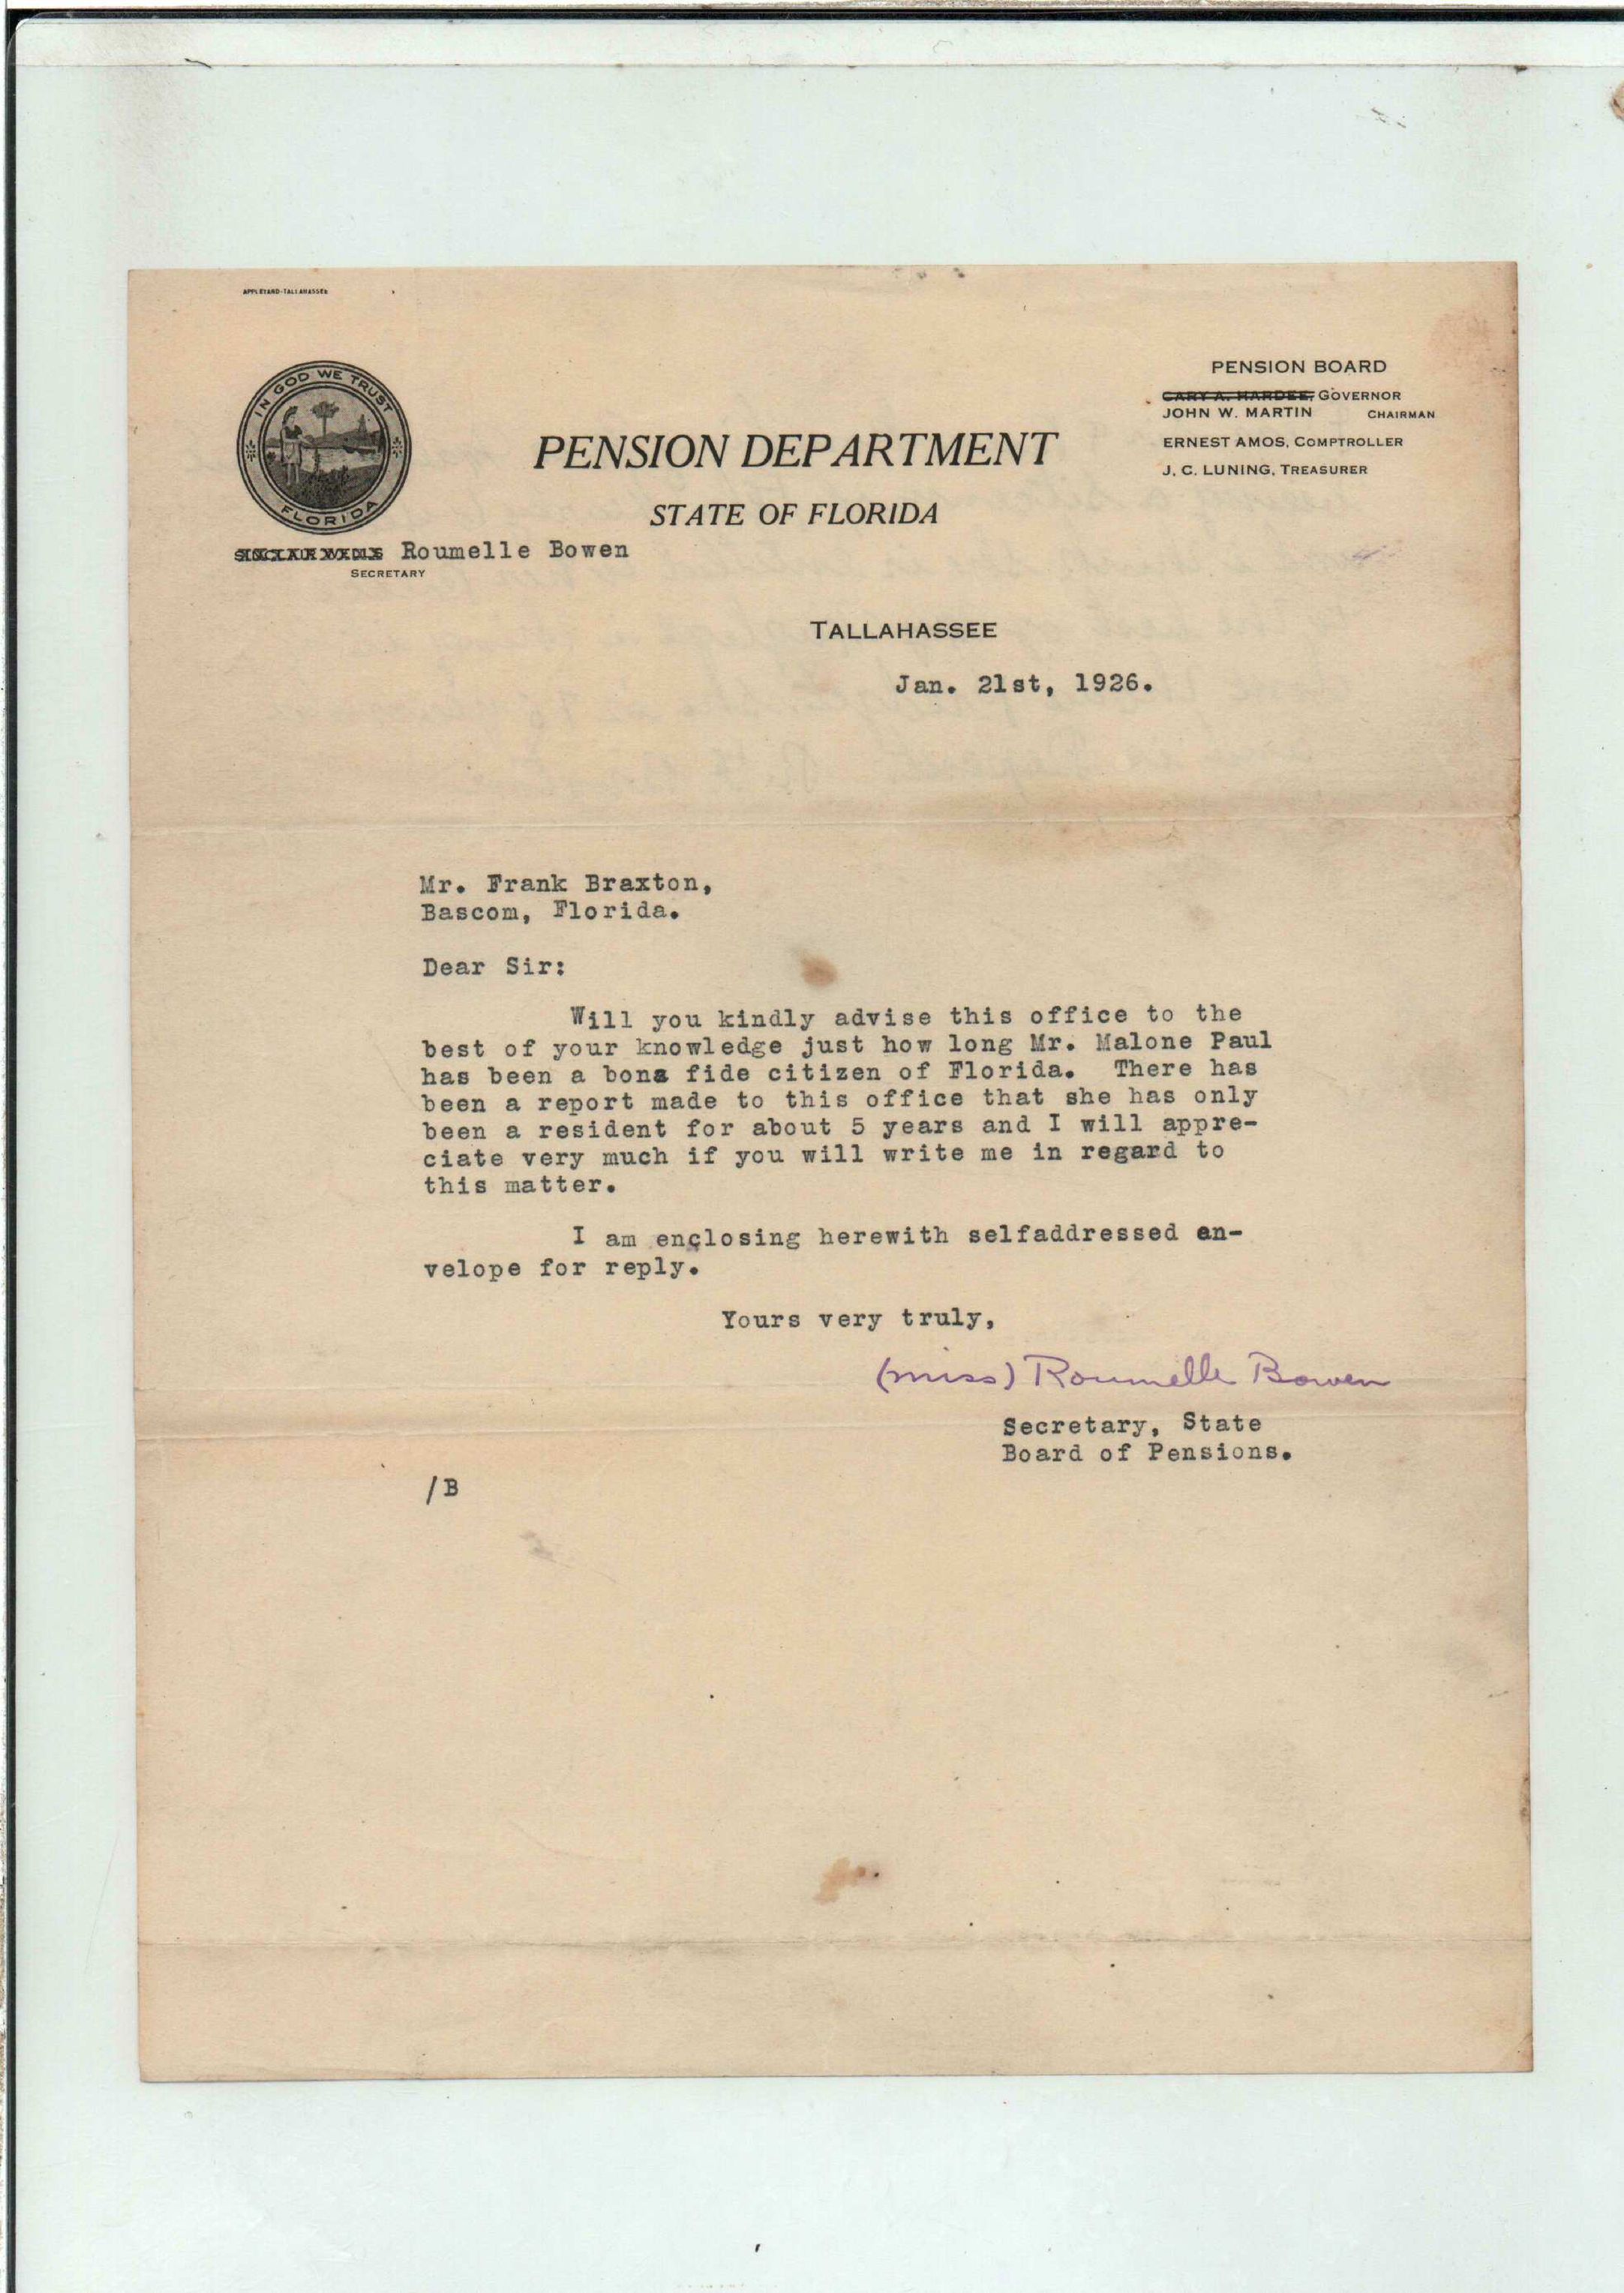 APPLEYARD-TALLAHASSEE
IN GOD WE TRUST
FLORIDA
PENSION DEPARTMENT
STATE OF FLORIDA
PENSION BOARD
CARY A. HARDEE, GOVERNOR
JOHN W. MARTIN CHAIRMAN
ERNEST AMOS, COMPTROLLER
J. C. LUNING, TREASURER
Roumelle Bowen
SECRETARY
TALLAHASSEE
Jan. 21st, 1926.
Mr. Frank Braxton,
Bascom, Florida.
Dear Sir:
Will you kindly advise this office to the
best of your knowledge just how long Mr. Malone Paul
has been a bona fide citizen of Florida. There has
been a report made to this office that she has only
been a resident for about 5 years and I will appre-
ciate very much if you will write me in regard to
this matter.
I am enclosing herewith selfaddressed en-
velope for reply.
Yours very truly,
(miss) Roumelle Bowen
Secretary, State
Board of Pensions.
/B